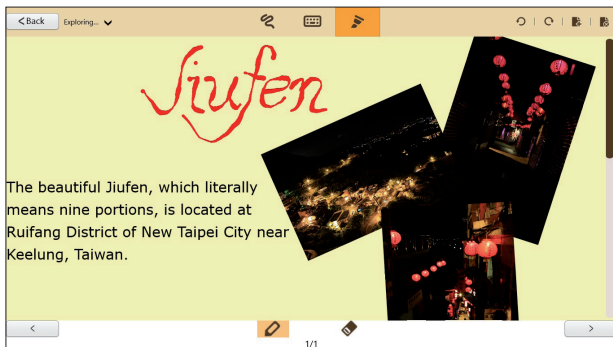 Back
Exploring...
Jiufen
The beautiful Jiufen, which literally
means nine portions, is located at
Ruifang District of New Taipei City near
Keelung, Taiwan.
1/1